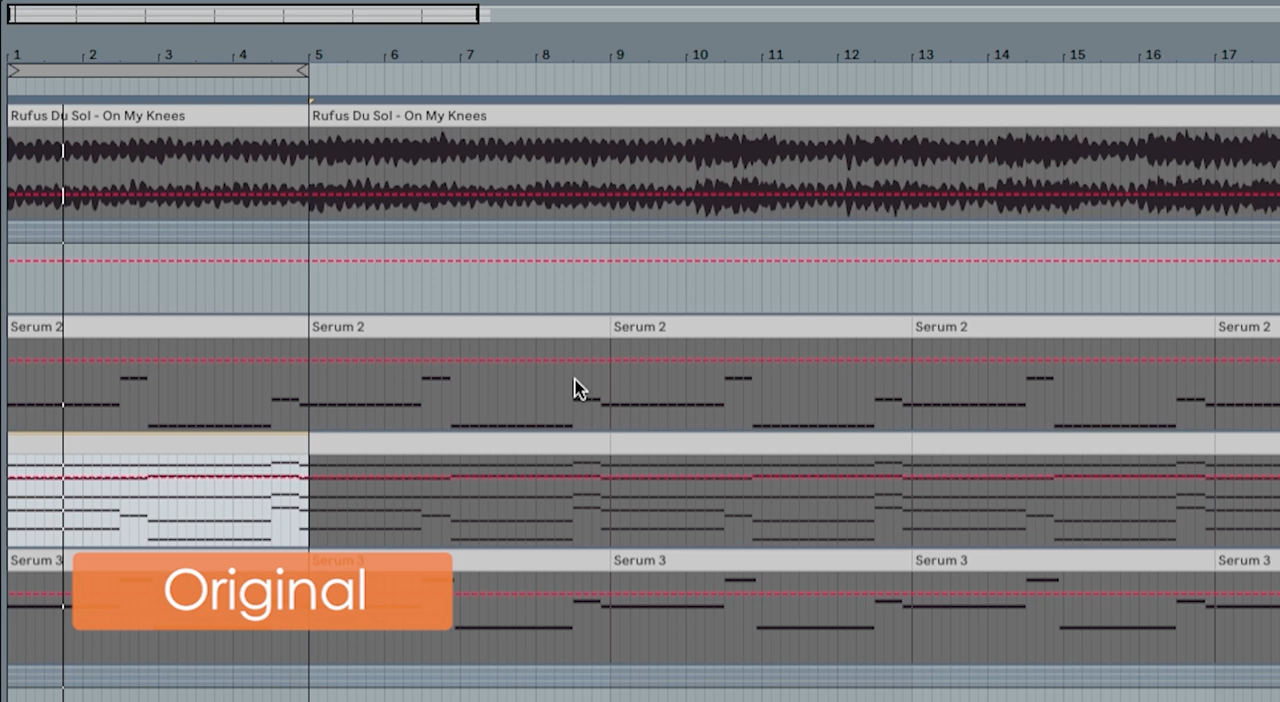 1 2 3 4 5 6 7 8 9 10 11 12 13 14 15 16 17
Rufus Du Sol - On My Knees Rufus Du Sol - On My Knees
Serum 2 Serum 2 Serum 2 Serum 2 Serum 2
Serum 3 Serum 3 Serum 3 Serum 3 Serum 3
Original